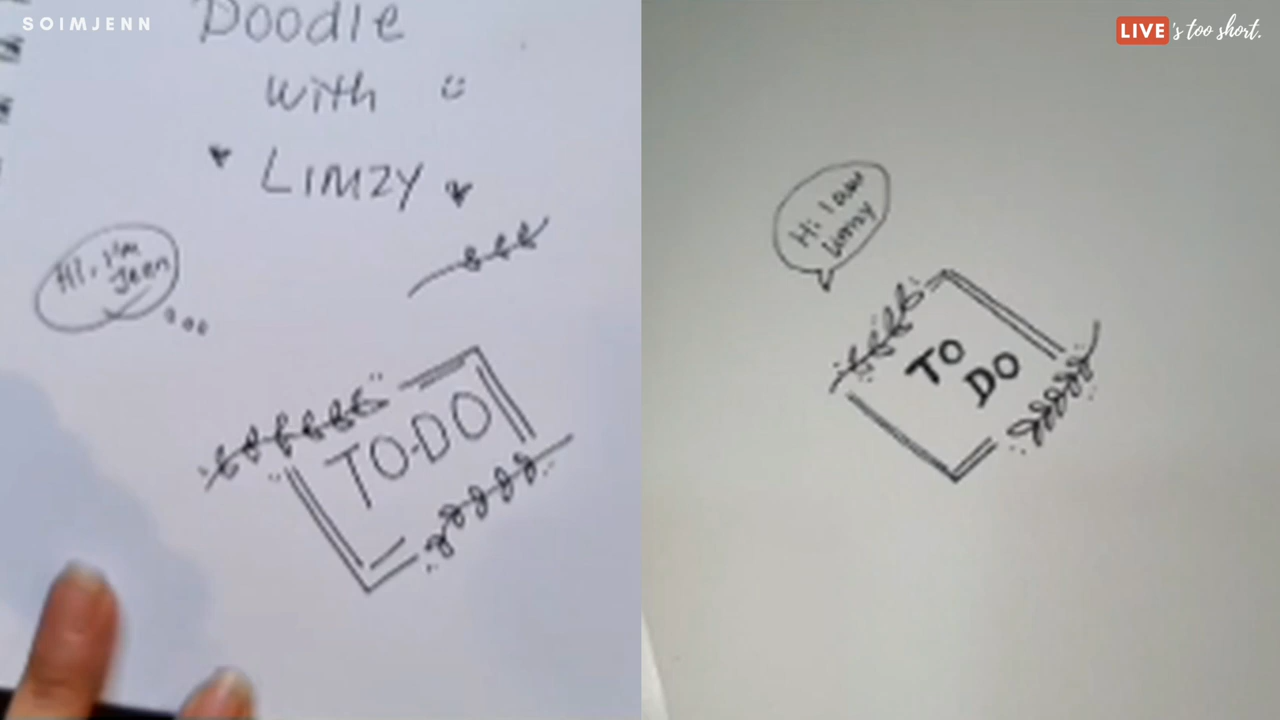 SOIMJENN
LIVE's too short.
Doodle
with
LIMZY
HI, I'm
Jeen
TO-DO
Hi I am
Limzy
TO
DO